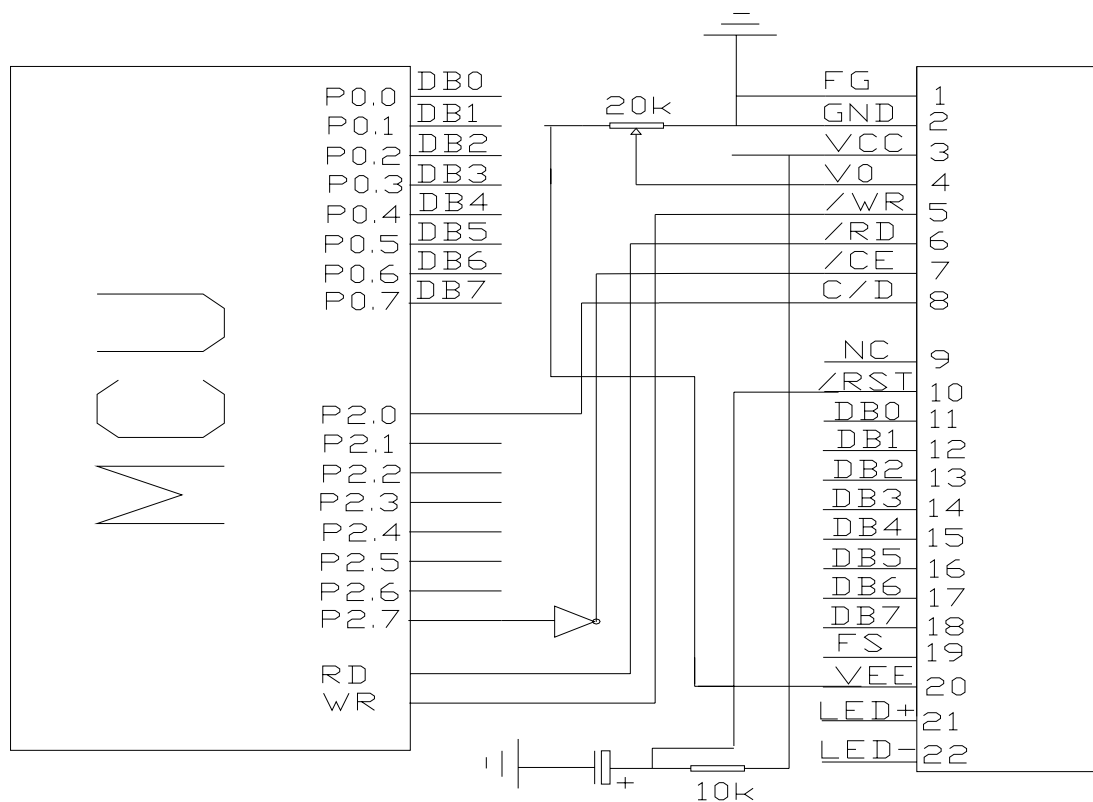 MCU
P0.0 DB0
P0.1 DB1
P0.2 DB2
P0.3 DB3
P0.4 DB4
P0.5 DB5
P0.6 DB6
P0.7 DB7
P2.0
P2.1
P2.2
P2.3
P2.4
P2.5
P2.6
P2.7
RD
WR
20k
10k
+
FG 1
GND 2
VCC 3
V0 4
/WR 5
/RD 6
/CE 7
C/D 8
NC 9
/RST 10
DB0 11
DB1 12
DB2 13
DB3 14
DB4 15
DB5 16
DB6 17
DB7 18
FS 19
VEE 20
LED+ 21
LED- 22